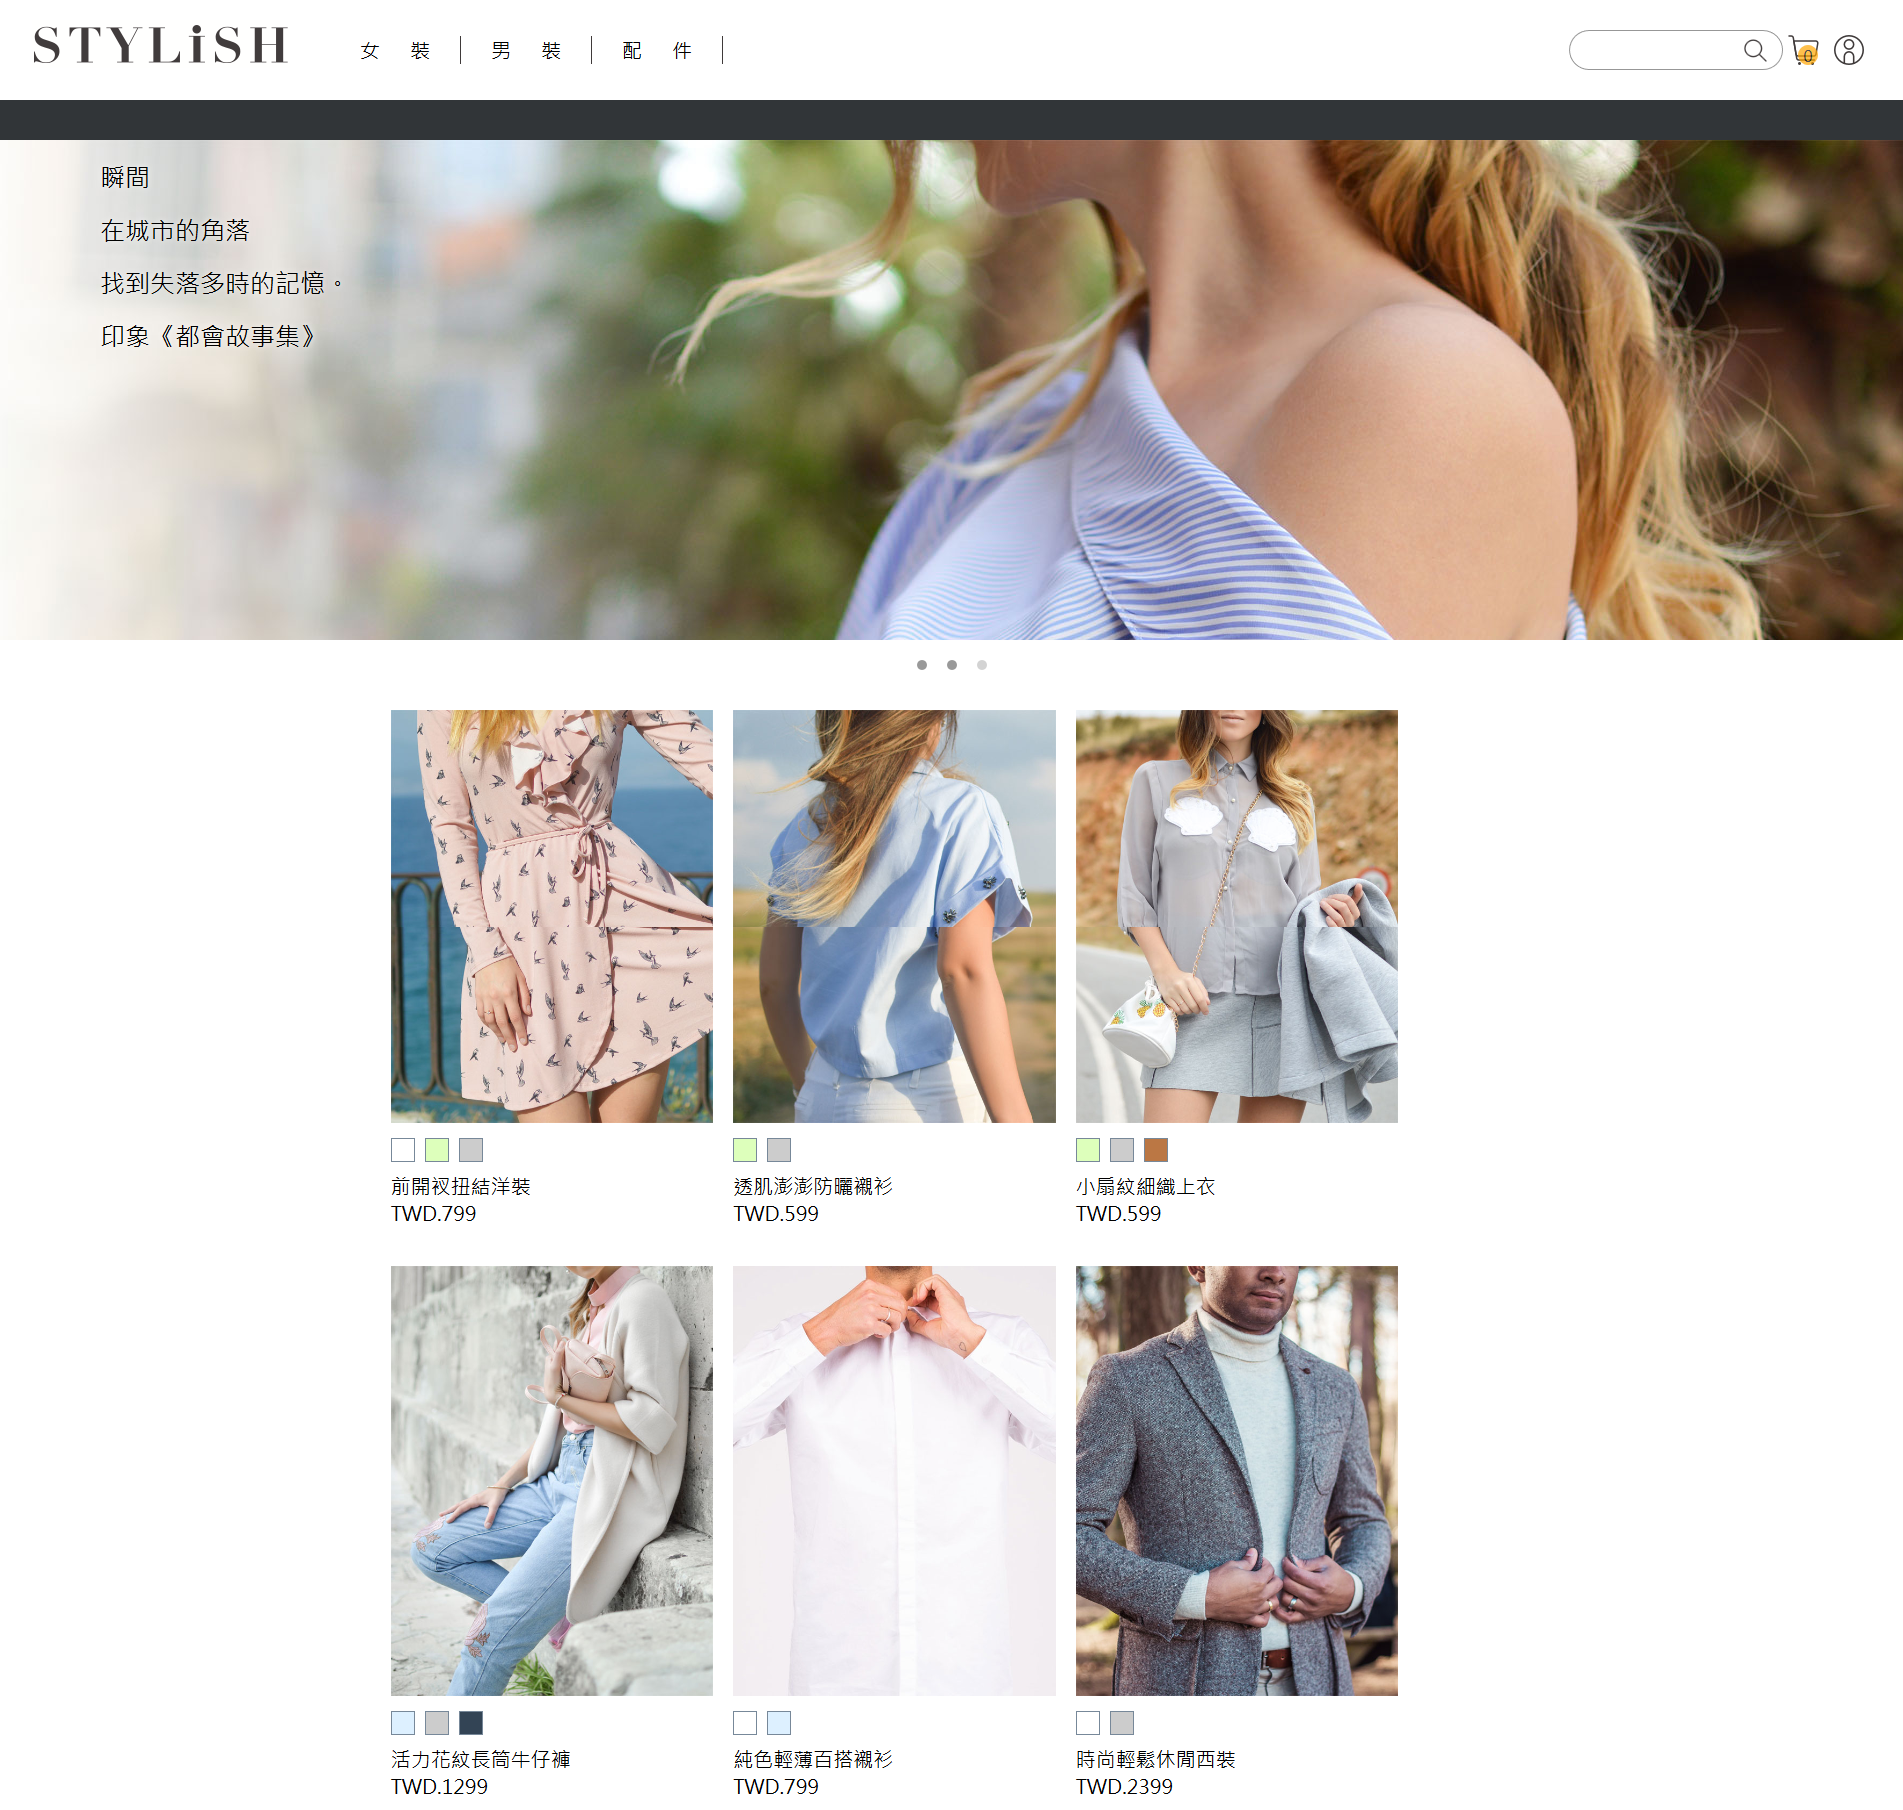 STYLiSH
女裝
男裝
配件
0
瞬間
在城市的角落
找到失落多時的記憶。
印象《都會故事集》
前開衩扭結洋裝
TWD.799
透肌澎澎防曬襯衫
TWD.599
小扇紋細織上衣
TWD.599
活力花紋長筒牛仔褲
TWD.1299
純色輕薄百搭襯衫
TWD.799
時尚輕鬆休閒西裝
TWD.2399